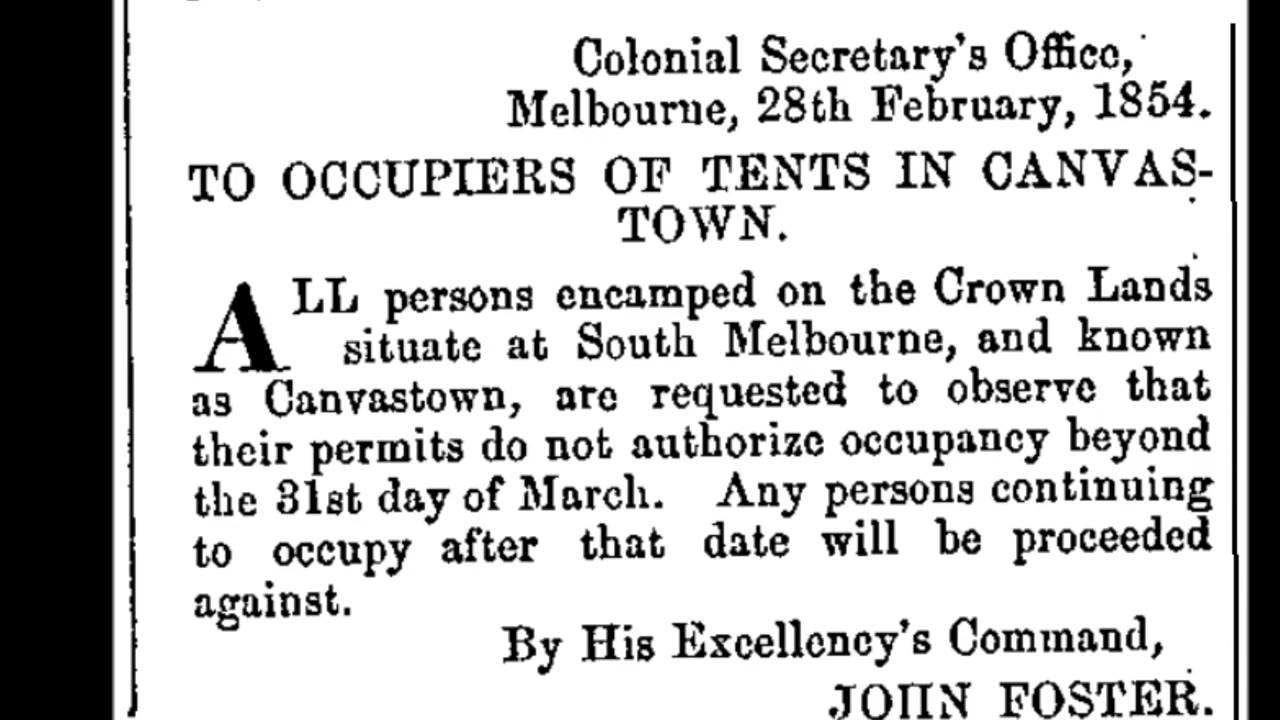 Colonial Secretary's Office,
Melbourne, 28th February, 1854.
TO OCCUPIERS OF TENTS IN CANVAS-
TOWN.
ALL persons encamped on the Crown Lands
situate at South Melbourne, and known
as Canvastown, are requested to observe that
their permits do not authorize occupancy beyond
the 31st day of March. Any persons continuing
to occupy after that date will be proceeded
against.
By His Excellency's Command,
JOHN FOSTER.